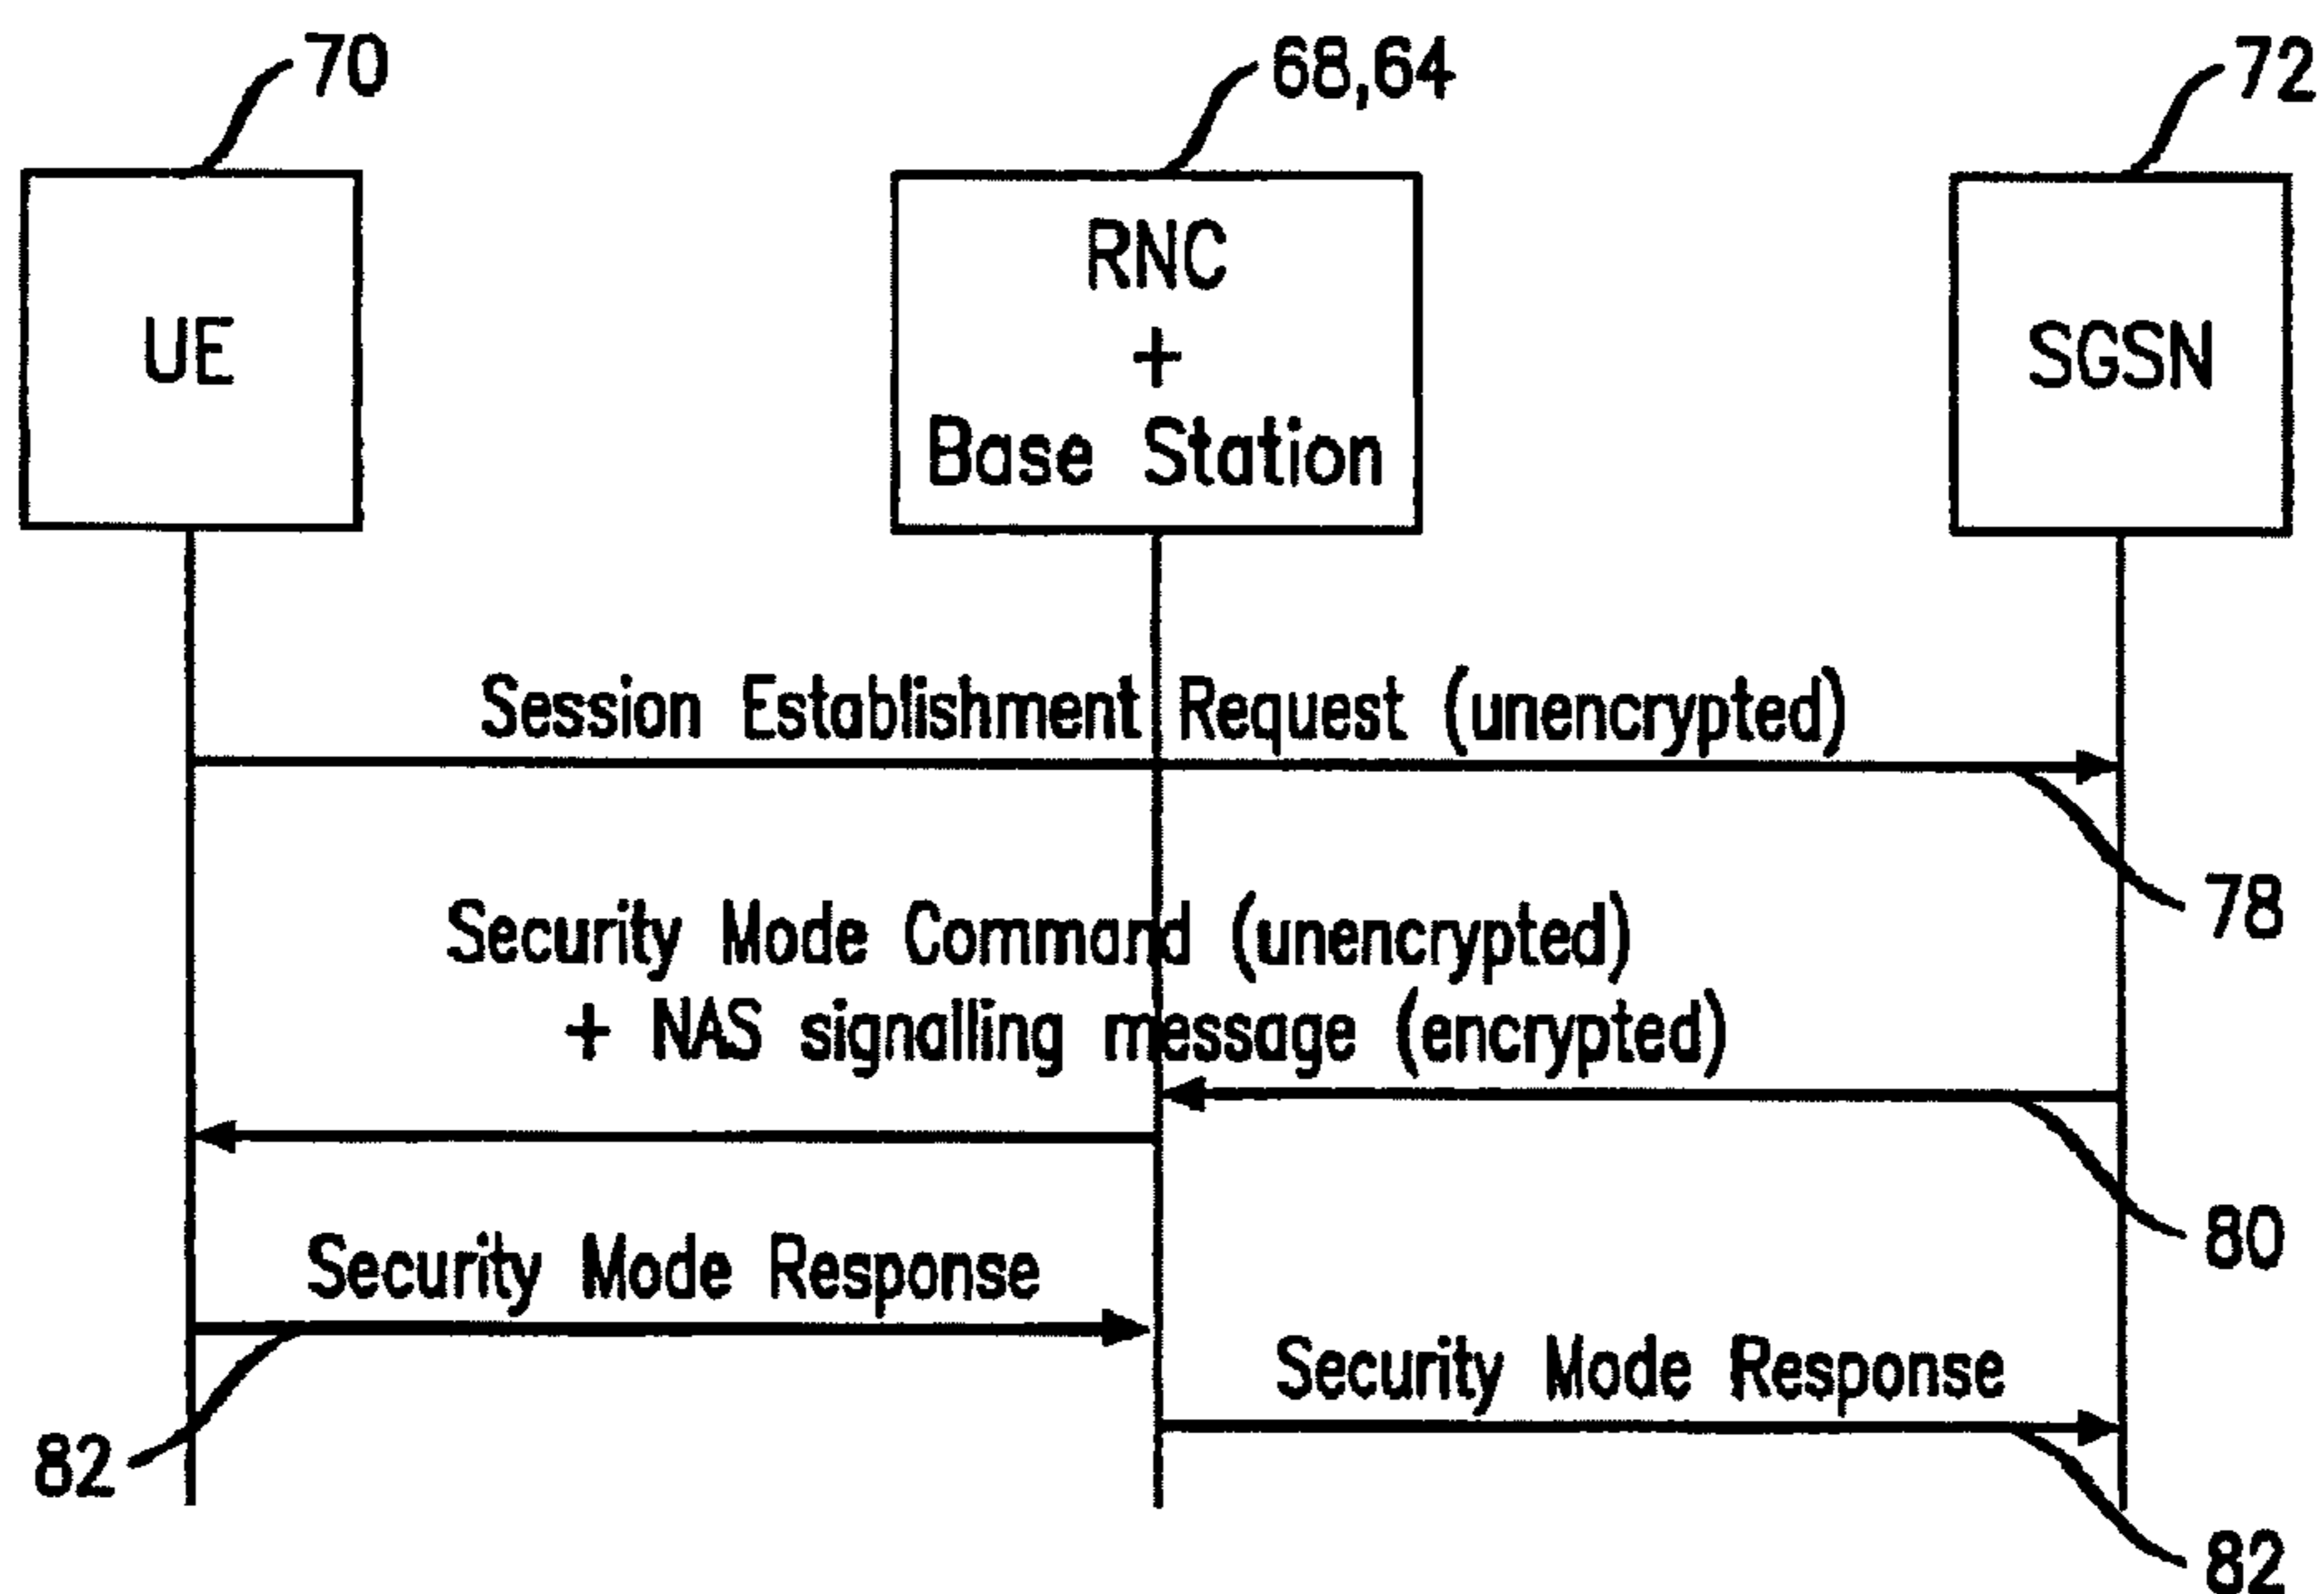 70
68,64
72
UE
RNC
+
Base Station
SGSN
Session Establishment Request (unencrypted)
78
Security Mode Command (unencrypted)
+ NAS signalling message (encrypted)
80
Security Mode Response
Security Mode Response
82
82